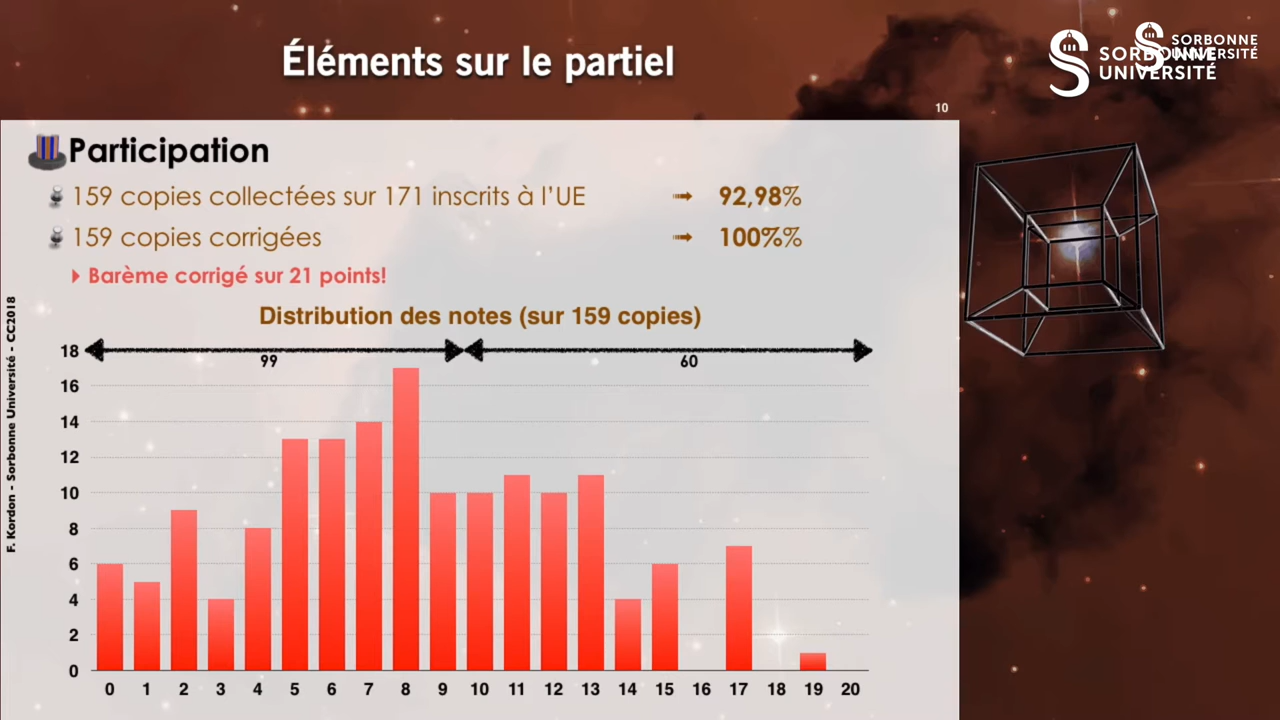 Éléments sur le partiel
SORBONNE
UNIVERSITÉ
SORBONNE
UNIVERSITÉ
10
Participation
159 copies collectées sur 171 inscrits à l’UE ➟ 92,98%
159 copies corrigées ➟ 100%%
Barème corrigé sur 21 points!
F. Kordon - Sorbonne Université - CC2018
Distribution des notes (sur 159 copies)
99 60
18
16
14
12
10
8
6
4
2
0
0 1 2 3 4 5 6 7 8 9 10 11 12 13 14 15 16 17 18 19 20